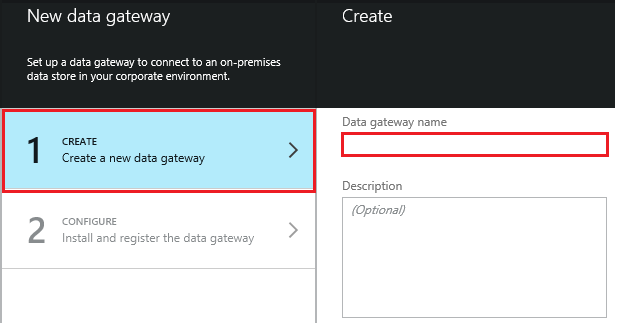 New data gateway
Set up a data gateway to connect to an on-premises
data store in your corporate environment.
1
CREATE
Create a new data gateway
2
CONFIGURE
Install and register the data gateway
Create
Data gateway name
Description
(Optional)